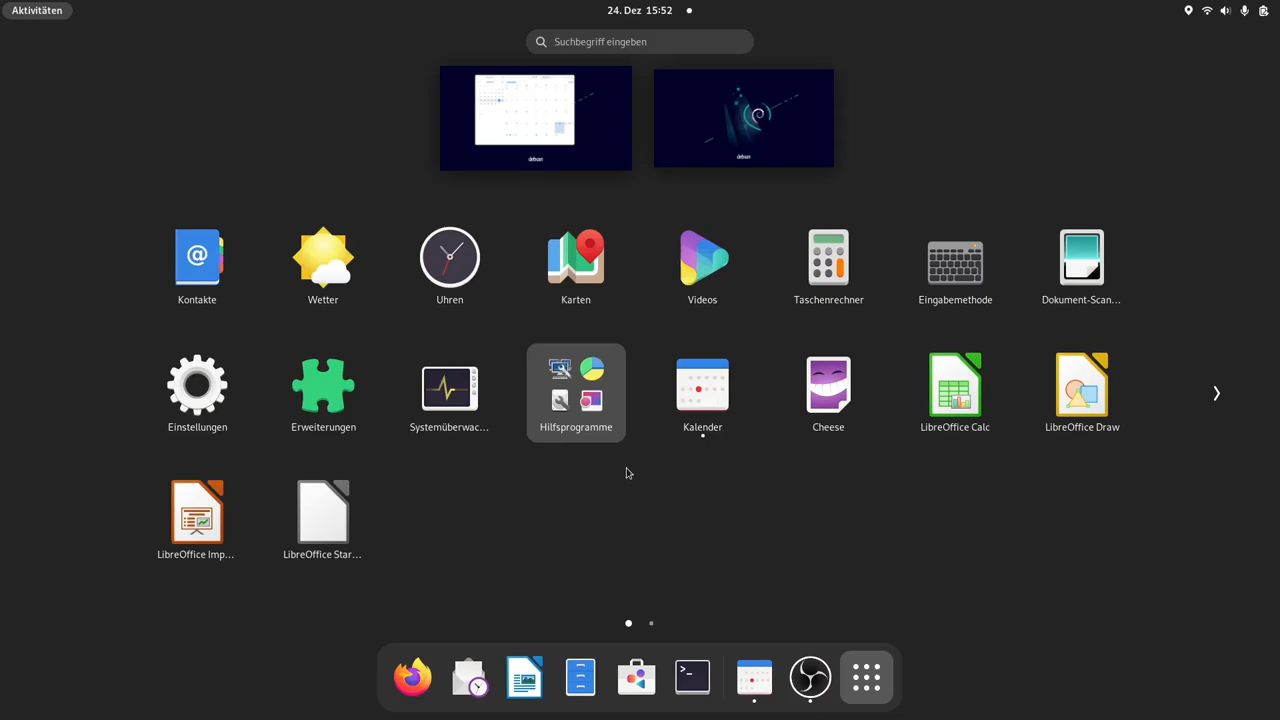 Aktivitäten
24. Dez 15:52
Suchbegriff eingeben
debian
debian
Kontakte
Wetter
Uhren
Karten
Videos
Taschenrechner
Eingabemethode
Dokument-Scan…
Einstellungen
Erweiterungen
Systemüberwac…
Hilfsprogramme
Kalender
Cheese
LibreOffice Calc
LibreOffice Draw
LibreOffice Imp…
LibreOffice Star…